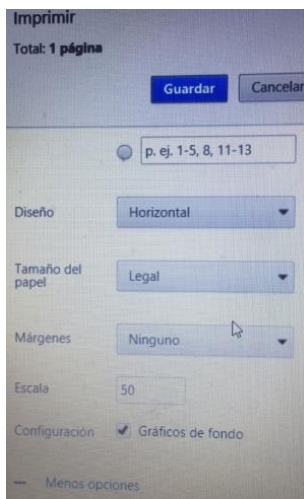 Imprimir
Total: 1 página
Guardar Cancelar
p. ej. 1-5, 8, 11-13
Diseño Horizontal
Tamaño del
papel Legal
Márgenes Ninguno
Escala 50
Configuración Gráficos de fondo
Menos opciones